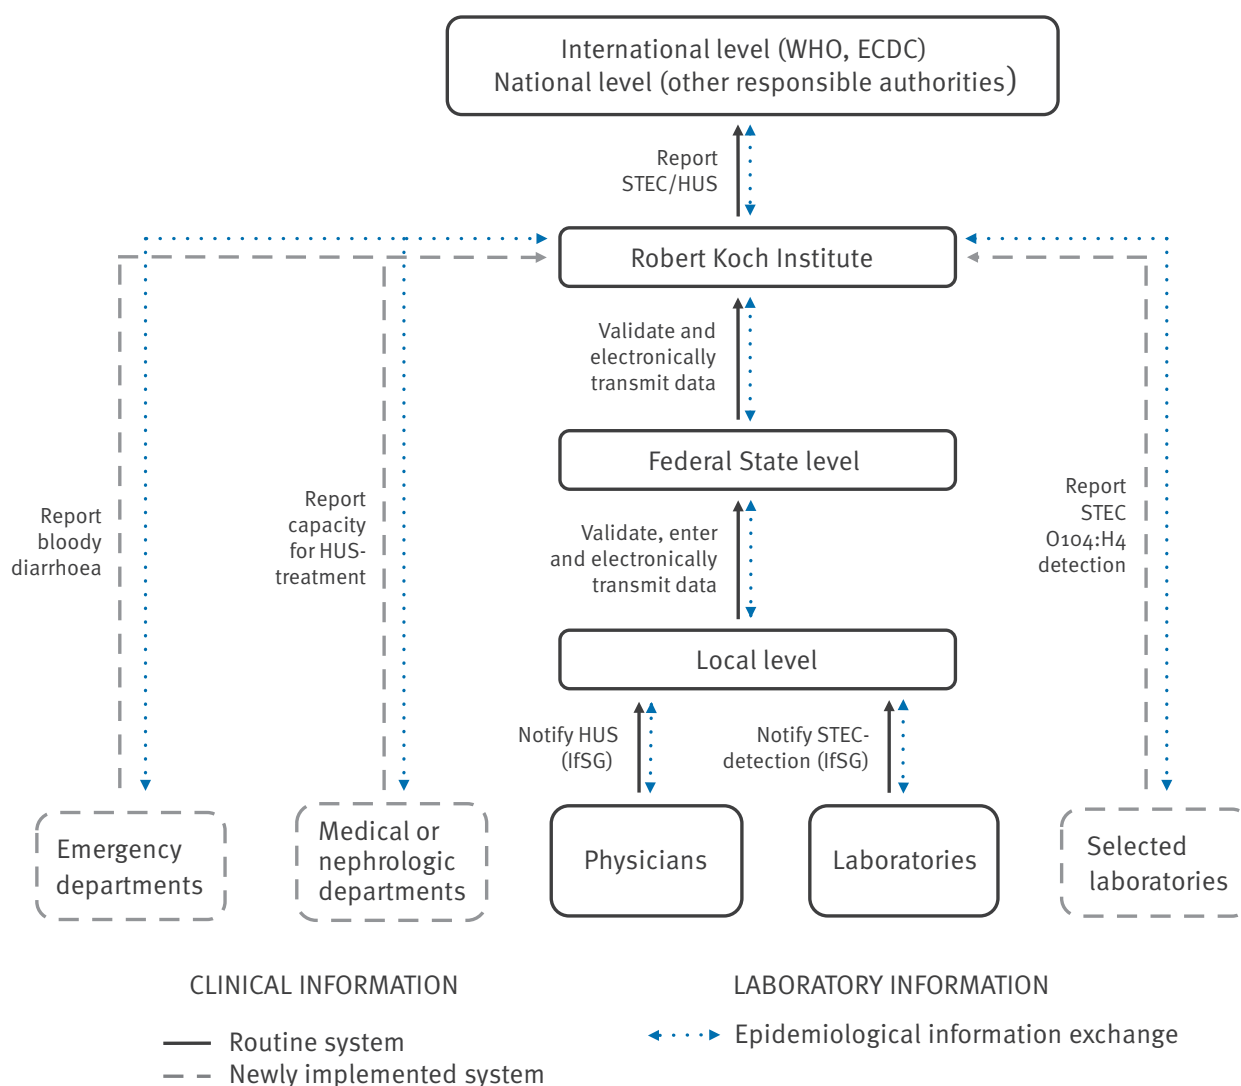 International level (WHO, ECDC)
National level (other responsible authorities)
Report
STEC/HUS
Robert Koch Institute
Validate and
electronically
transmit data
Federal State level
Report
bloody
diarrhoea
Report
capacity
for HUS-
treatment
Validate, enter
and electronically
transmit data
Report
STEC
O104:H4
detection
Local level
Notify HUS
(IfSG)
Notify STEC-
detection (IfSG)
Emergency
departments
Medical or
nephrologic
departments
Physicians
Laboratories
Selected
laboratories
CLINICAL INFORMATION
LABORATORY INFORMATION
Routine system
Newly implemented system
Epidemiological information exchange